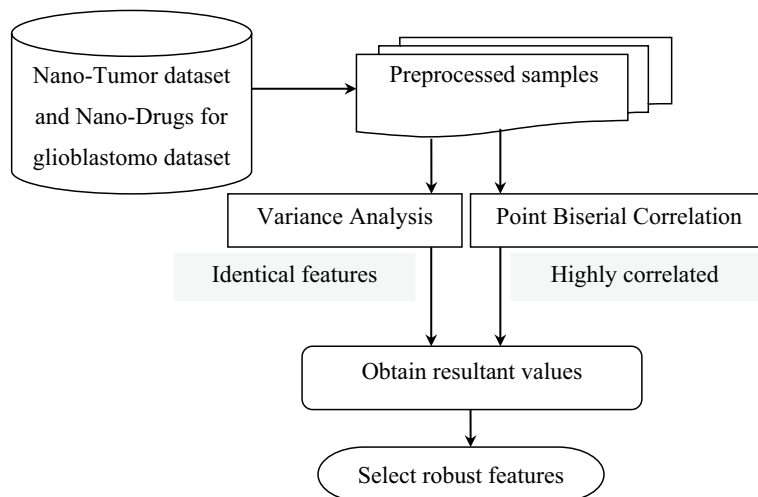 Nano-Tumor dataset
and Nano-Drugs for
glioblastomo dataset
Preprocessed samples
Variance Analysis
Point Biserial Correlation
Identical features
Highly correlated
Obtain resultant values
Select robust features